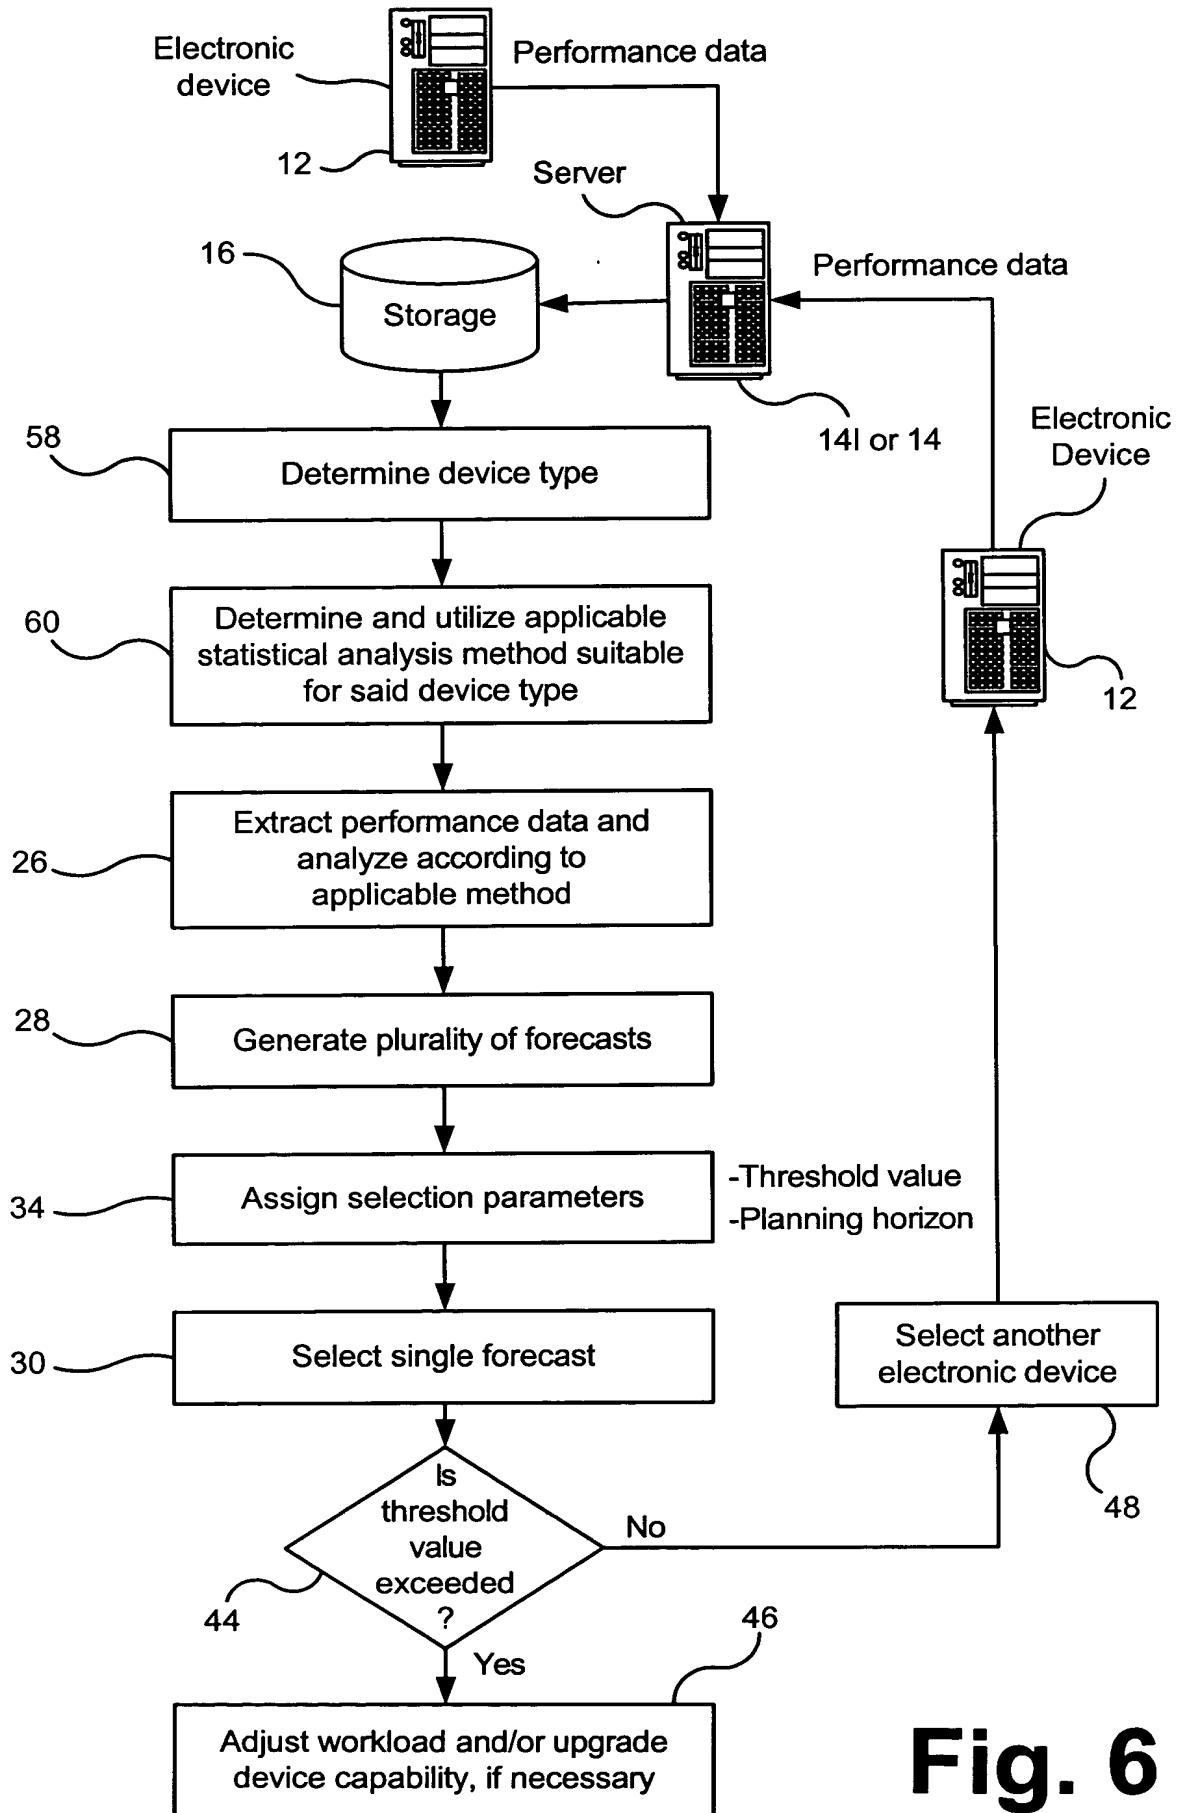 Electronic
device
Performance data
12
Server
16
Storage
Performance data
14I or 14
Electronic
Device
12
58
Determine device type
60
Determine and utilize applicable
statistical analysis method suitable
for said device type
26
Extract performance data and
analyze according to
applicable method
28
Generate plurality of forecasts
34
Assign selection parameters
-Threshold value
-Planning horizon
30
Select single forecast
Select another
electronic device
48
Is
threshold
value
exceeded
?
No
44
Yes
46
Adjust workload and/or upgrade
device capability, if necessary
Fig. 6